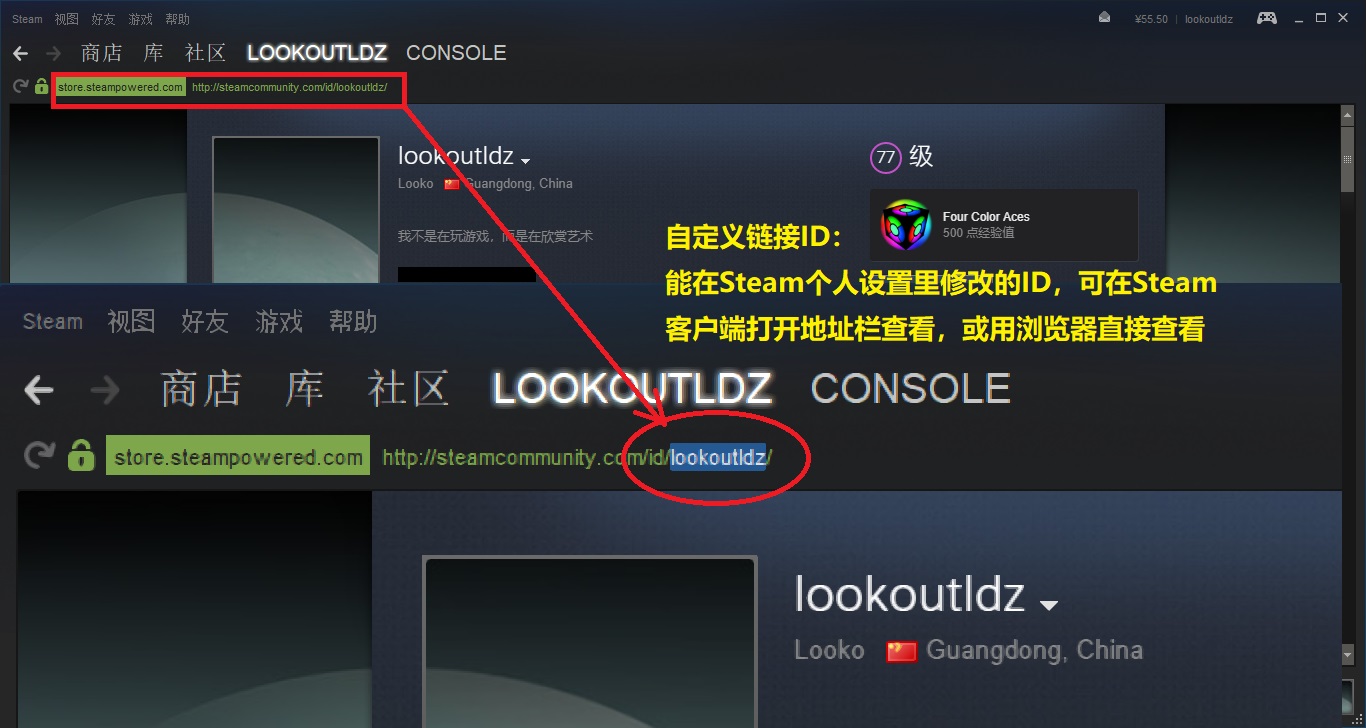 Steam 视图 好友 游戏 帮助 ¥55.50 | lookoutldz
商店 库 社区 LOOKOUTLDZ CONSOLE
store.steampowered.com http://steamcommunity.com/id/lookoutldz/
lookoutldz
77 级
Looko Guangdong, China
Four Color Aces
500 点经验值
我不是在玩游戏，而是在欣赏艺术
自定义链接ID：
能在Steam个人设置里修改的ID，可在Steam
客户端打开地址栏查看，或用浏览器直接查看
Steam 视图 好友 游戏 帮助
商店 库 社区 LOOKOUTLDZ CONSOLE
store.steampowered.com http://steamcommunity.com/id/lookoutldz/
lookoutldz
Looko Guangdong, China